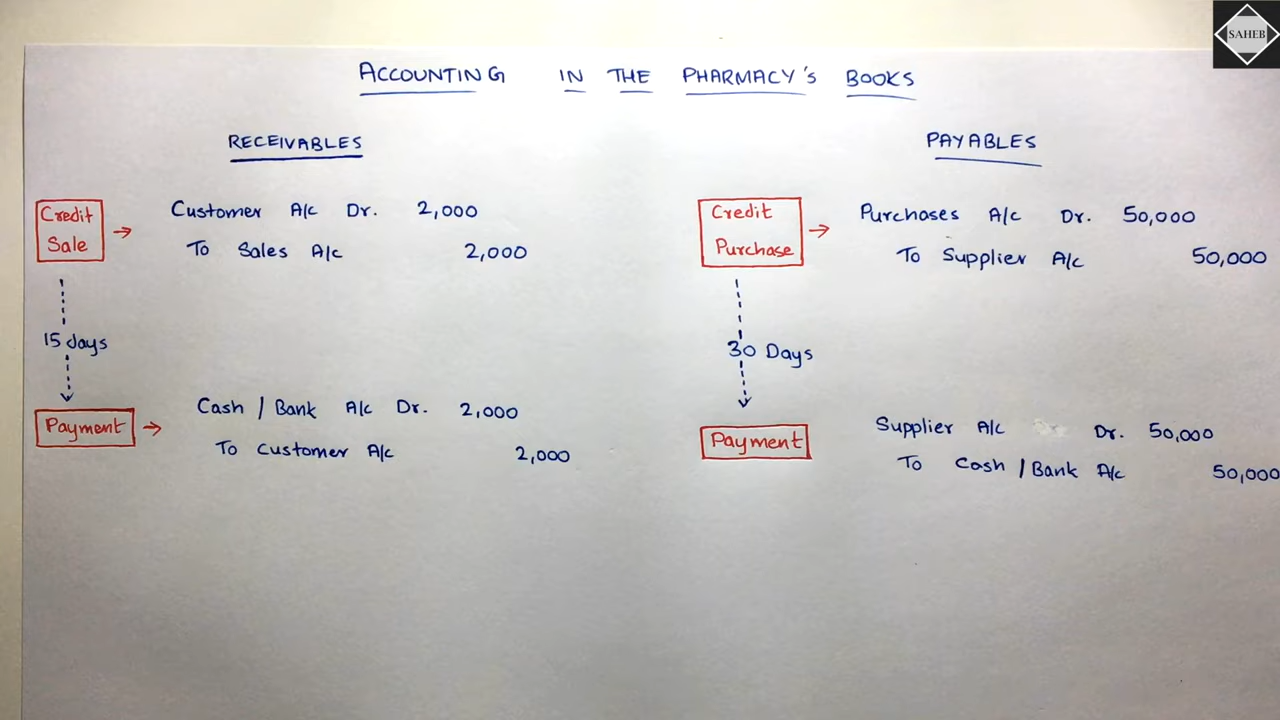 SAHEB
ACCOUNTING IN THE PHARMACY'S BOOKS
RECEIVABLES
Credit
Sale
Customer A/c Dr. 2,000
To Sales A/c 2,000
15 days
Payment
Cash / Bank A/c Dr. 2,000
To Customer A/c 2,000
PAYABLES
Credit
Purchase
Purchases A/c Dr. 50,000
To Supplier A/c 50,000
30 Days
Payment
Supplier A/c Dr. 50,000
To Cash / Bank A/c 50,000